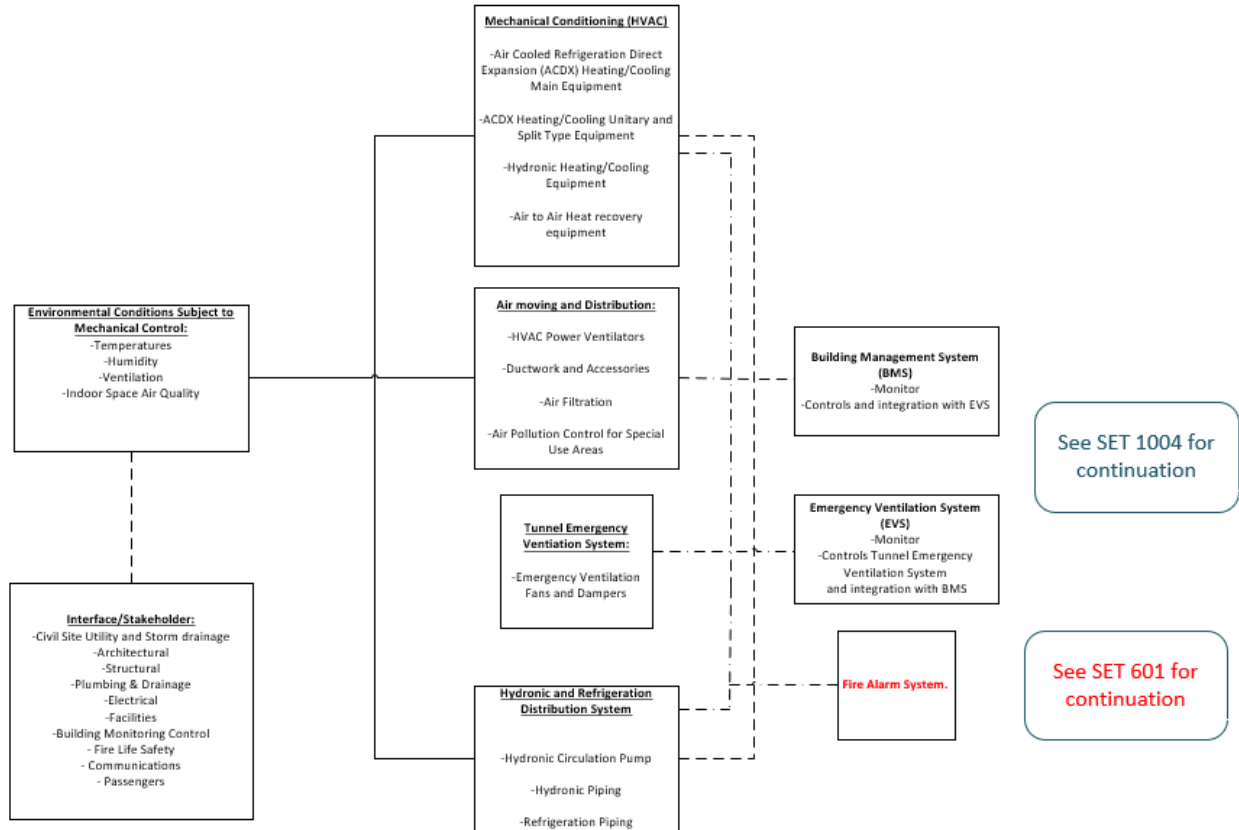 Mechanical Conditioning (HVAC)
-Air Cooled Refrigeration Direct
Expansion (ACDX) Heating/Cooling
Main Equipment
-ACDX Heating/Cooling Unitary and
Split Type Equipment
-Hydronic Heating/Cooling
Equipment
-Air to Air Heat recovery
equipment
Environmental Conditions Subject to
Mechanical Control:
-Temperatures
-Humidity
-Ventilation
-Indoor Space Air Quality
Air moving and Distribution:
-HVAC Power Ventilators
-Ductwork and Accessories
-Air Filtration
-Air Pollution Control for Special
Use Areas
Building Management System
(BMS)
-Monitor
-Controls and integration with EVS
See SET 1004 for
continuation
Tunnel Emergency
Ventiation System:
-Emergency Ventilation
Fans and Dampers
Emergency Ventilation System
(EVS)
-Monitor
-Controls Tunnel Emergency
Ventilation System
and integration with BMS
Interface/Stakeholder:
-Civil Site Utility and Storm drainage
-Architectural
-Structural
-Plumbing & Drainage
-Electrical
-Facilities
-Building Monitoring Control
- Fire Life Safety
- Communications
- Passengers
Hydronic and Refrigeration
Distribution System
-Hydronic Circulation Pump
-Hydronic Piping
-Refrigeration Piping
Fire Alarm System.
See SET 601 for
continuation